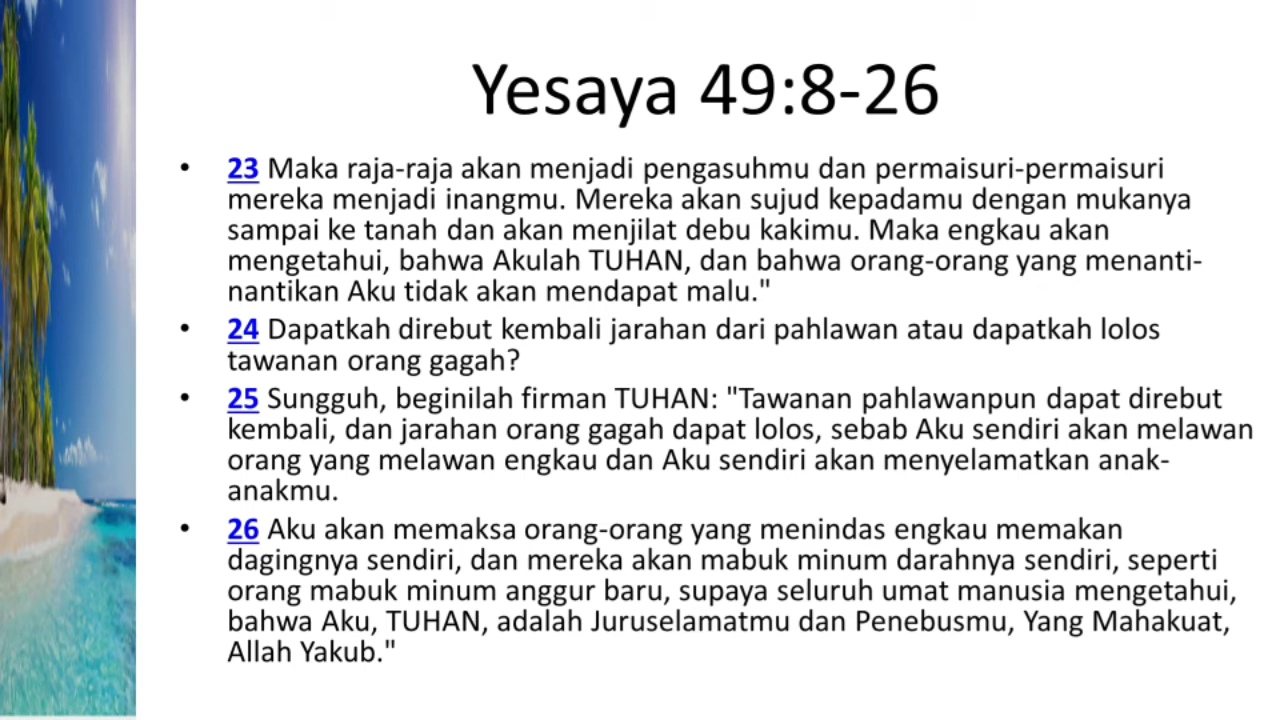 Yesaya 49:8-26
• 23 Maka raja-raja akan menjadi pengasuhmu dan permaisuri-permaisuri
mereka menjadi inangmu. Mereka akan sujud kepadamu dengan mukanya
sampai ke tanah dan akan menjilat debu kakimu. Maka engkau akan
mengetahui, bahwa Akulah TUHAN, dan bahwa orang-orang yang menanti-
nantikan Aku tidak akan mendapat malu."
• 24 Dapatkah direbut kembali jarahan dari pahlawan atau dapatkah lolos
tawanan orang gagah?
• 25 Sungguh, beginilah firman TUHAN: "Tawanan pahlawanpun dapat direbut
kembali, dan jarahan orang gagah dapat lolos, sebab Aku sendiri akan melawan
orang yang melawan engkau dan Aku sendiri akan menyelamatkan anak-
anakmu.
• 26 Aku akan memaksa orang-orang yang menindas engkau memakan
dagingnya sendiri, dan mereka akan mabuk minum darahnya sendiri, seperti
orang mabuk minum anggur baru, supaya seluruh umat manusia mengetahui,
bahwa Aku, TUHAN, adalah Juruselamatmu dan Penebusmu, Yang Mahakuat,
Allah Yakub."